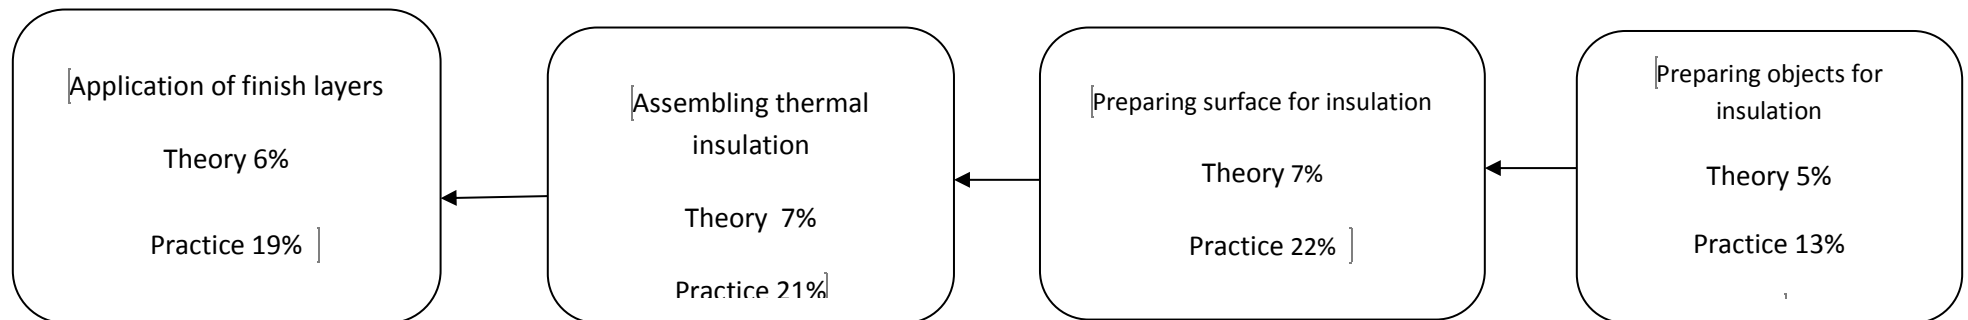 Application of finish layers
Theory 6%
Practice 19%
Assembling thermal
insulation
Theory 7%
Practice 21%
Preparing surface for insulation
Theory 7%
Practice 22%
Preparing objects for
insulation
Theory 5%
Practice 13%